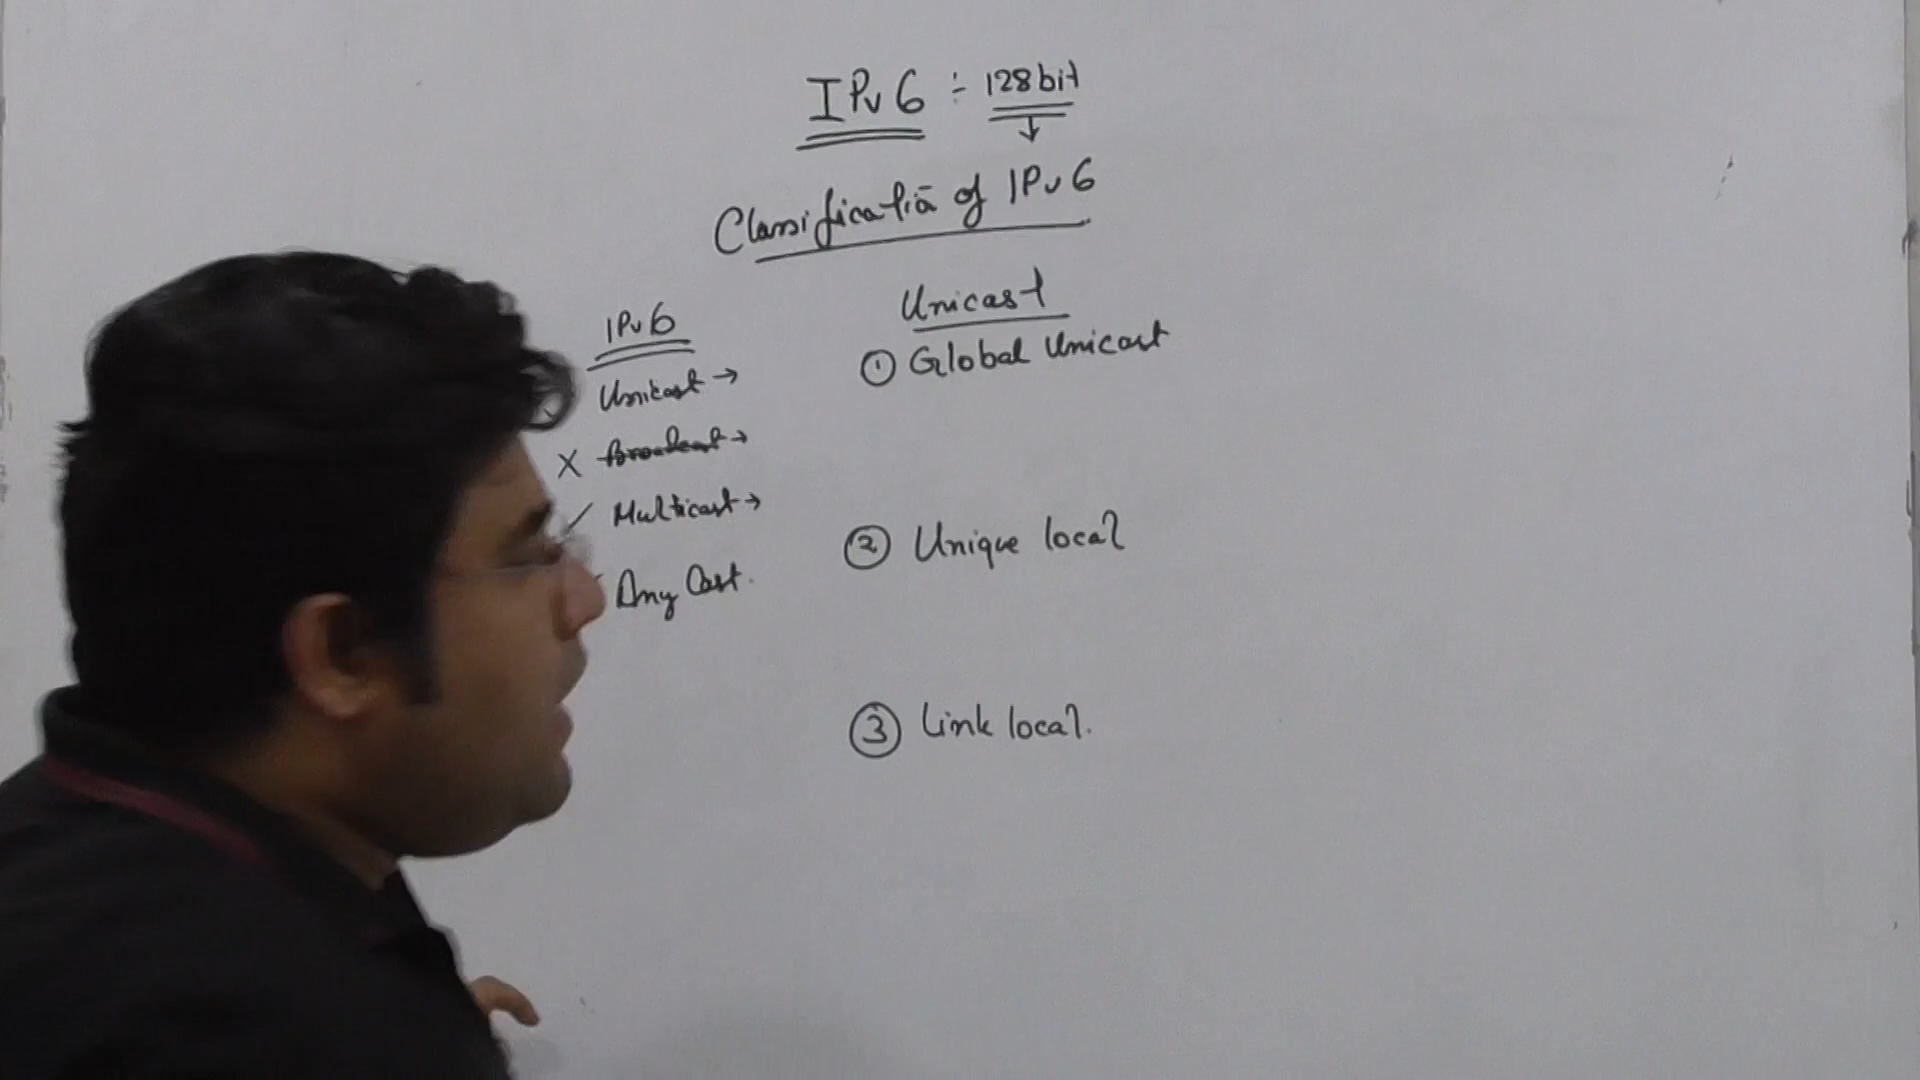 IPv6 ÷ 128 bit
↓
Classificatiā of IPv6
IPv6
Unicast →
X Broadcast →
✓ Multicast →
Any Cast.
Unicast
① Global Unicast
② Unique local
③ Link local.